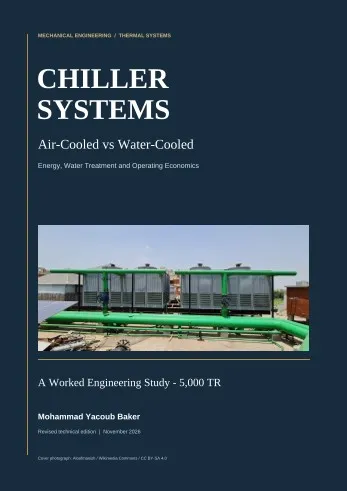 MECHANICAL ENGINEERING / THERMAL SYSTEMS
CHILLER
SYSTEMS
Air-Cooled vs Water-Cooled
Energy, Water Treatment and Operating Economics
A Worked Engineering Study - 5,000 TR
Mohammad Yacoub Baker
Revised technical edition | November 2026
Cover photograph: / Wikimedia Commons / CC BY-SA 4.0